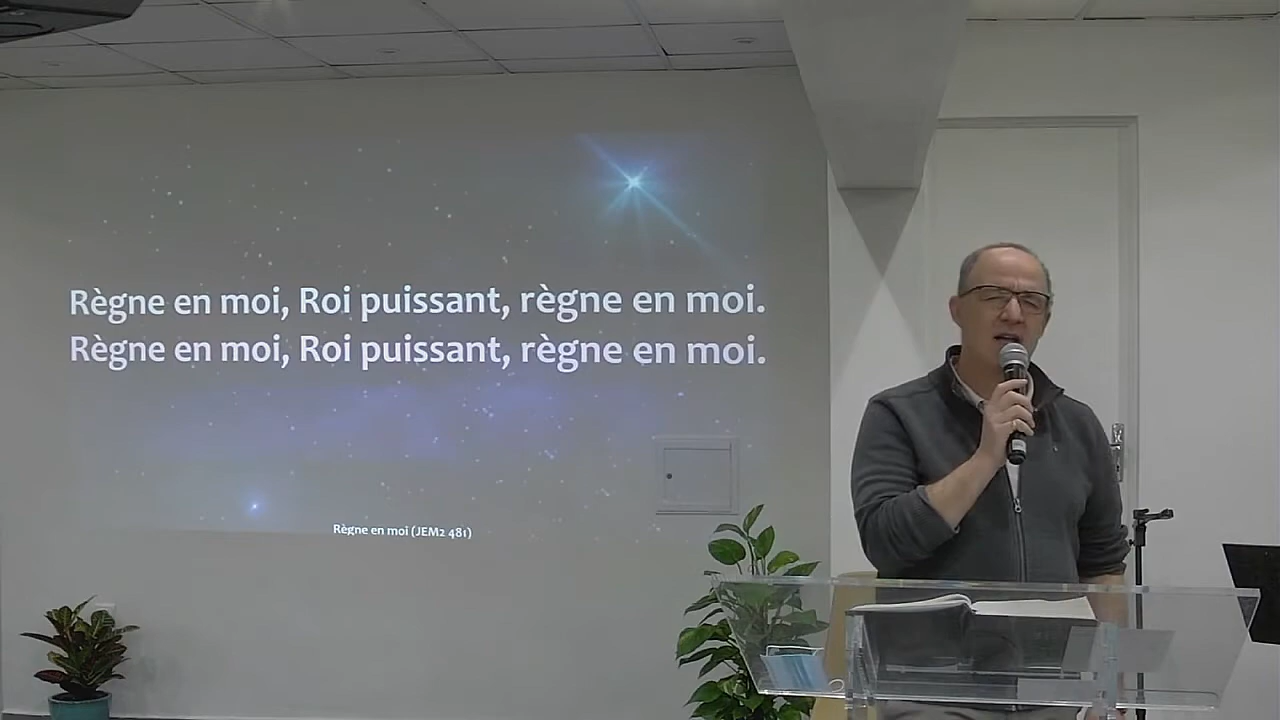 Règne en moi, Roi puissant, règne en moi.
Règne en moi, Roi puissant, règne en moi.
Règne en moi (JEM2 481)